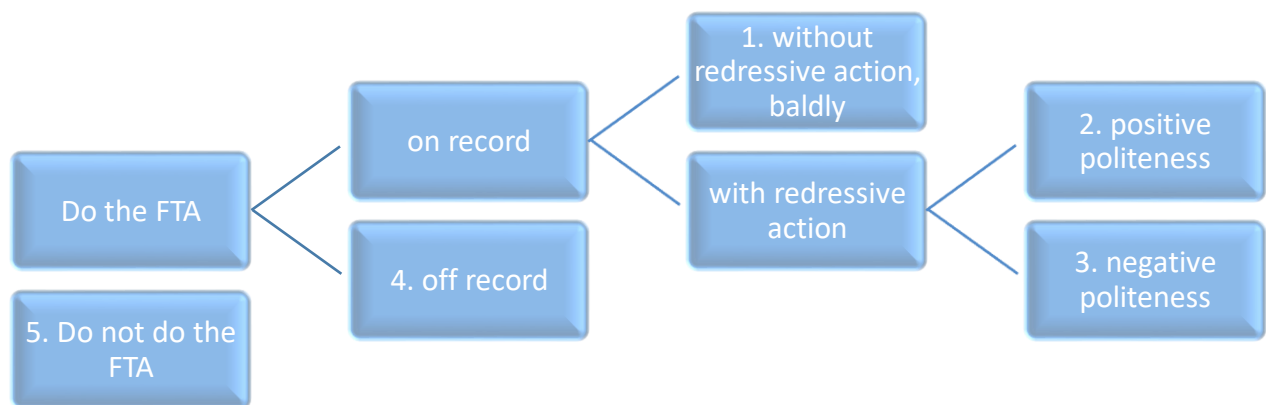 1. without
redressive action,
baldly
on record
2. positive
politeness
Do the FTA
with redressive
action
4. off record
3. negative
politeness
5. Do not do the
FTA